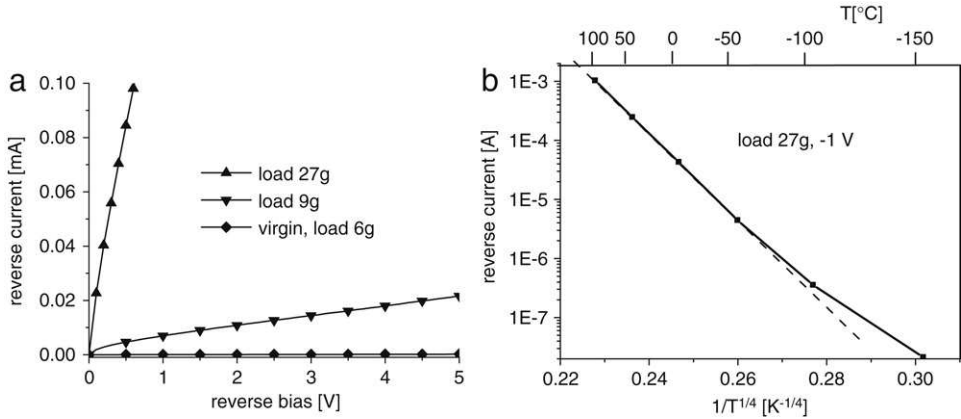 a
0.10
0.08
0.06
0.04
0.02
0.00
reverse current [mA]
load 27g
load 9g
virgin, load 6g
0 1 2 3 4 5
reverse bias [V]
T[°C]
100 50 0 -50 -100 -150
b
1E-3
1E-4
1E-5
1E-6
1E-7
reverse current [A]
load 27g, -1 V
0.22 0.24 0.26 0.28 0.30
1/T^1/4 [K^-1/4]